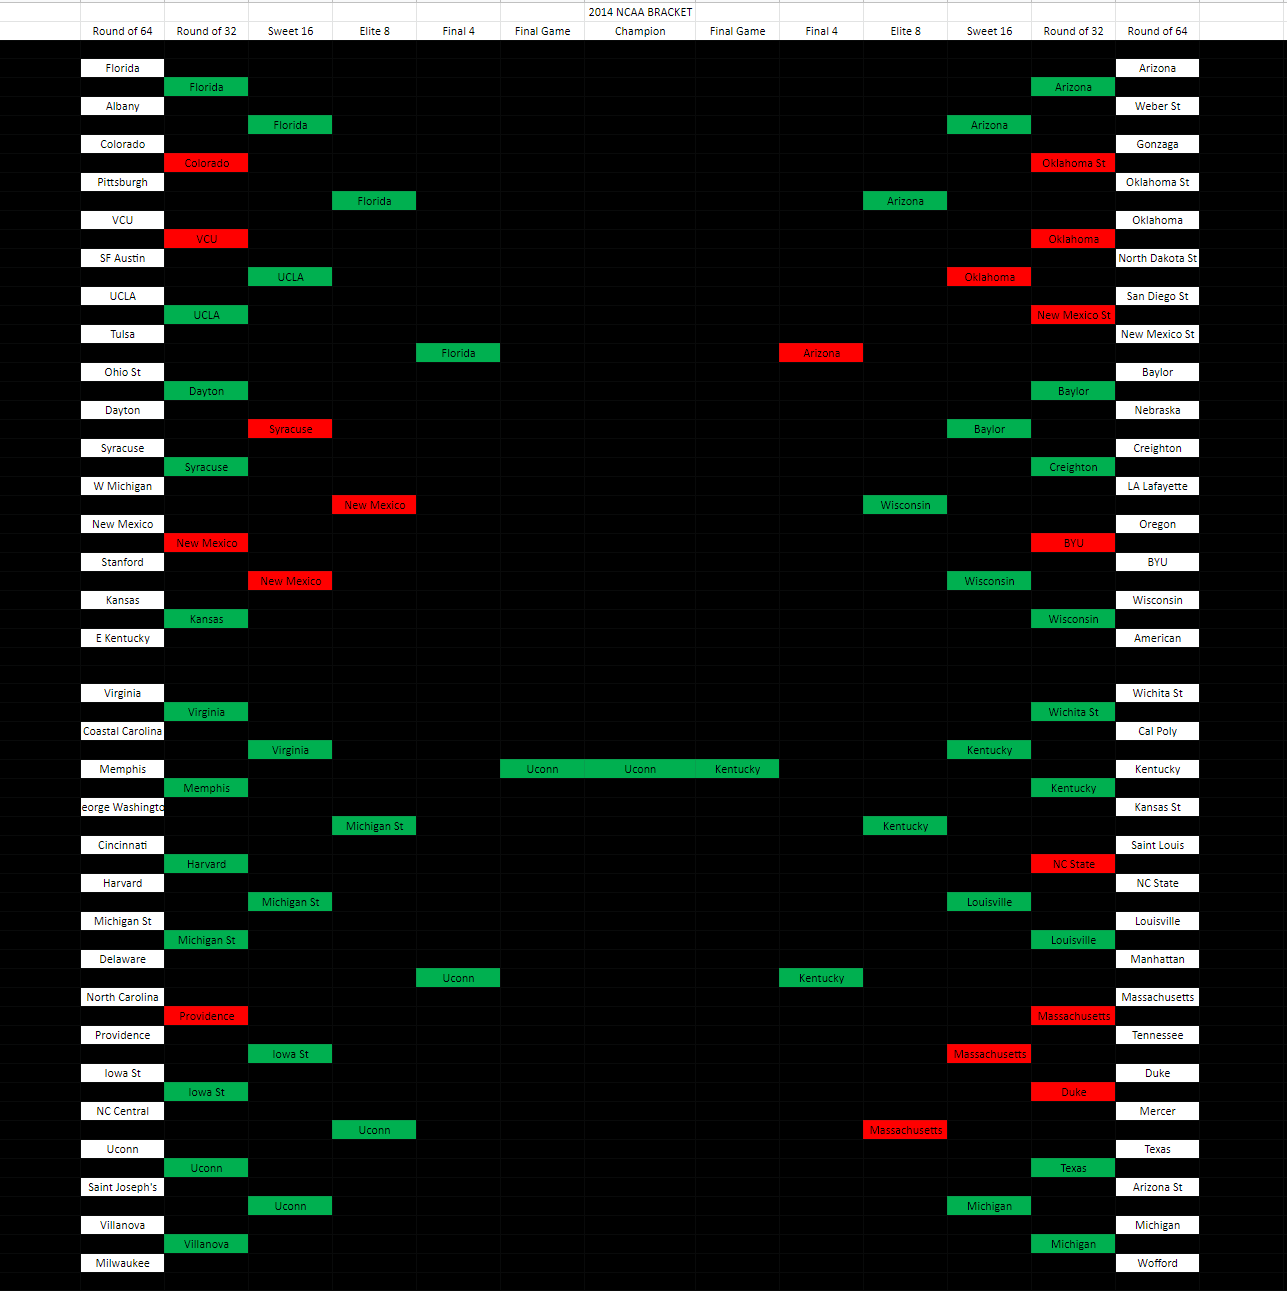 2014 NCAA BRACKET
Round of 64 Round of 32 Sweet 16 Elite 8 Final 4 Final Game Champion Final Game Final 4 Elite 8 Sweet 16 Round of 32 Round of 64
Florida Arizona
Florida Arizona
Albany Weber St
Florida Arizona
Colorado Gonzaga
Colorado Oklahoma St
Pittsburgh Oklahoma St
Florida Arizona
VCU Oklahoma
VCU Oklahoma
SF Austin North Dakota St
UCLA Oklahoma
UCLA San Diego St
UCLA New Mexico St
Tulsa New Mexico St
Florida Arizona
Ohio St Baylor
Dayton Baylor
Dayton Nebraska
Syracuse Baylor
Syracuse Creighton
Syracuse Creighton
W Michigan LA Lafayette
New Mexico Wisconsin
New Mexico Oregon
New Mexico BYU
Stanford BYU
New Mexico Wisconsin
Kansas Wisconsin
Kansas Wisconsin
E Kentucky American
Virginia Wichita St
Virginia Wichita St
Coastal Carolina Cal Poly
Virginia Kentucky
Memphis Uconn Uconn Kentucky Kentucky
Memphis Kentucky
eorge Washingto Kansas St
Michigan St Kentucky
Cincinnati Saint Louis
Harvard NC State
Harvard NC State
Michigan St Louisville
Michigan St Louisville
Michigan St Louisville
Delaware Manhattan
Uconn Kentucky
North Carolina Massachusetts
Providence Massachusetts
Providence Tennessee
Iowa St Massachusetts
Iowa St Duke
Iowa St Duke
NC Central Mercer
Uconn Massachusetts
Uconn Texas
Uconn Texas
Saint Joseph's Arizona St
Uconn Michigan
Villanova Michigan
Villanova Michigan
Milwaukee Wofford